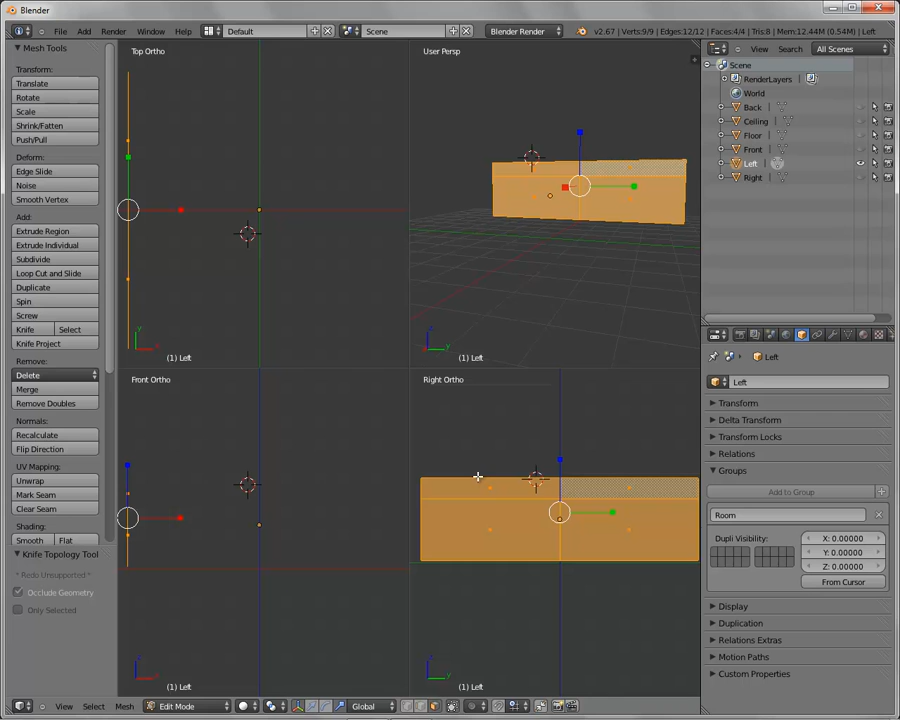 Blender
File
Add
Render
Window
Help
Default
Scene
Blender Render
v2.67 | Verts:9/9 | Edges:12/12 | Faces:4/4 | Tris:8 | Mem:12.44M (0.54M) | Left
Mesh Tools
Transform:
Translate
Rotate
Scale
Shrink/Fatten
Push/Pull
Deform:
Edge Slide
Noise
Smooth Vertex
Add:
Extrude Region
Extrude Individual
Subdivide
Loop Cut and Slide
Duplicate
Spin
Screw
Knife
Select
Knife Project
Remove:
Delete
Merge
Remove Doubles
Normals:
Recalculate
Flip Direction
UV Mapping:
Unwrap
Mark Seam
Clear Seam
Shading:
Smooth
Flat
Knife Topology Tool
* Redo Unsupported *
Occlude Geometry
Only Selected
Top Ortho
y
x
(1) Left
User Persp
z
y
(1) Left
Front Ortho
z
x
(1) Left
Right Ortho
z
y
(1) Left
View
Select
Mesh
Edit Mode
Global
View
Search
All Scenes
Scene
RenderLayers
World
Back
Ceiling
Floor
Front
Left
Right
Left
Left
Transform
Delta Transform
Transform Locks
Relations
Groups
Add to Group
Room
Dupli Visibility:
X: 0.00000
Y: 0.00000
Z: 0.00000
From Cursor
Display
Duplication
Relations Extras
Motion Paths
Custom Properties